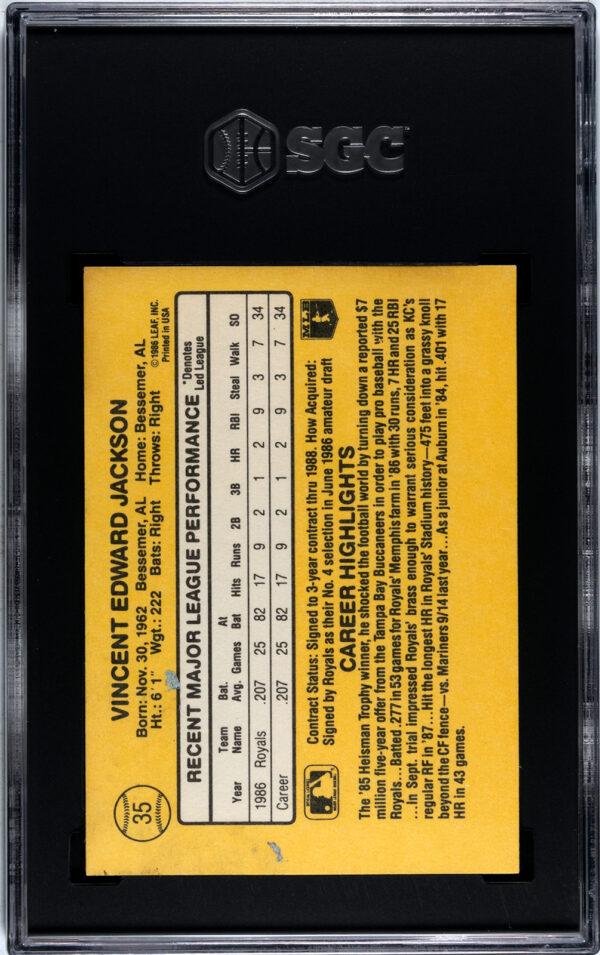 SGC
35
VINCENT EDWARD JACKSON
Born: Nov. 30, 1962 Bessemer, AL Home: Bessemer, AL
Ht.: 6'1" Wgt.: 222 Bats: Right Throws: Right
©1986 LEAF, INC.
Printed in USA
RECENT MAJOR LEAGUE PERFORMANCE *Denotes Led League
Year Team Name Bat. Avg. Games At Bat Hits Runs 2B 3B HR RBI Steal Walk SO
1986 Royals .207 25 82 17 9 2 1 2 9 3 7 34
Career .207 25 82 17 9 2 1 2 9 3 7 34
Contract Status: Signed to 3-year contract thru 1988. How Acquired:
Signed by Royals as their No. 4 selection in June 1986 amateur draft
MLB
CAREER HIGHLIGHTS
The '85 Heisman Trophy winner, he shocked the football world by turning down a reported $7
million five-year offer from the Tampa Bay Buccaneers in order to play pro baseball with the
Royals...Batted .277 in 53 games for Royals' Memphis farm in '86 with 30 runs, 7 HR and 25 RBI
...In Sept. trial impressed Royals' brass enough to warrant serious consideration as KC's
regular RF in '87...Hit the longest HR in Royals' Stadium history—475 feet into a grassy knoll
beyond the CF fence—vs. Mariners 9/14 last year...As a junior at Auburn in '84, hit .401 with 17
HR in 43 games.